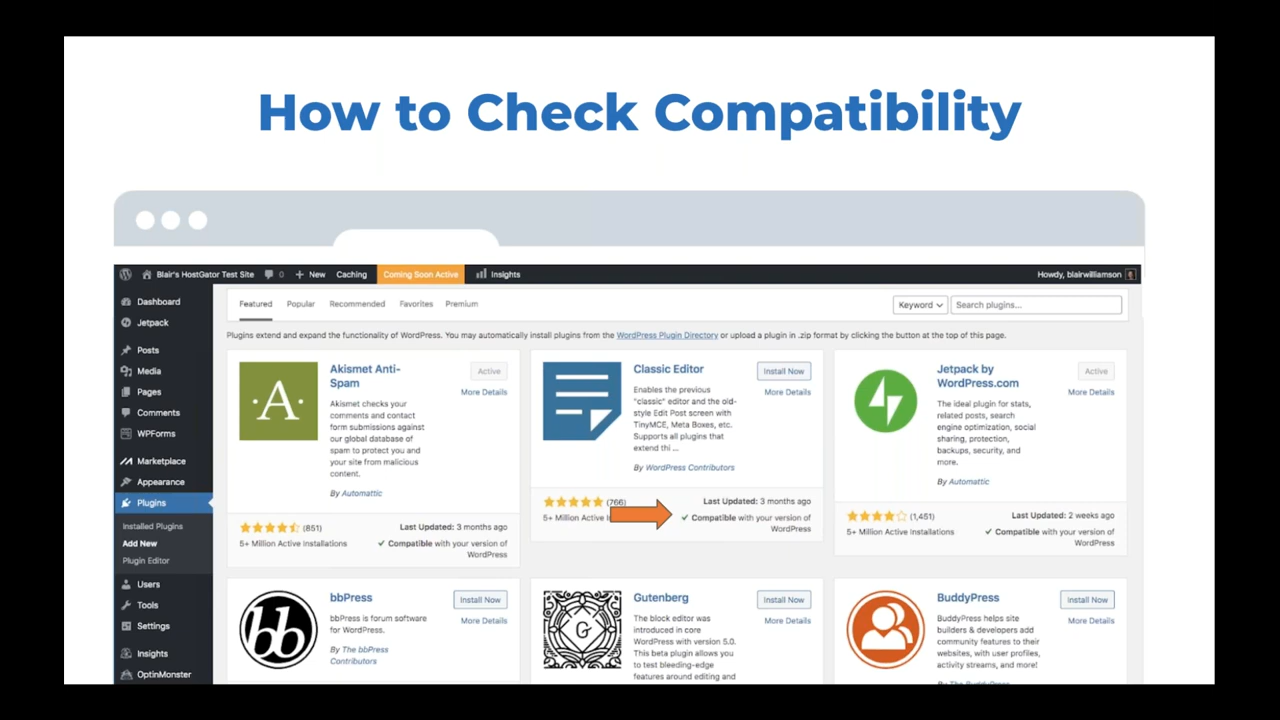 How to Check Compatibility
Blair's HostGator Test Site 0 New Caching Coming Soon Active Insights Howdy, blairwilliamson
Dashboard
Jetpack
Posts
Media
Pages
Comments
WPForms
Marketplace
Appearance
Plugins
Installed Plugins
Add New
Plugin Editor
Users
Tools
Settings
Insights
OptinMonster
Featured Popular Recommended Favorites Premium Keyword Search plugins...
Plugins extend and expand the functionality of WordPress. You may automatically install plugins from the WordPress Plugin Directory or upload a plugin in .zip format by clicking the button at the top of this page.
A
Akismet Anti-
Spam
Active
More Details
Akismet checks your
comments and contact
form submissions against
our global database of
spam to protect you and
your site from malicious
content.
By Automattic
(851)
Last Updated: 3 months ago
5+ Million Active Installations
Compatible with your version of
WordPress
Classic Editor
Install Now
More Details
Enables the previous
"classic" editor and the old-
style Edit Post screen with
TinyMCE, Meta Boxes, etc.
Supports all plugins that
extend thi ...
By WordPress Contributors
(766)
Last Updated: 3 months ago
5+ Million Active
Compatible with your version of
WordPress
Jetpack by
WordPress.com
Active
More Details
The ideal plugin for stats,
related posts, search
engine optimization, social
sharing, protection,
backups, security, and
more.
By Automattic
(1,451)
Last Updated: 2 weeks ago
5+ Million Active Installations
Compatible with your version of
WordPress
bb
bbPress
Install Now
More Details
bbPress is forum software
for WordPress.
By The bbPress
Contributors
G
Gutenberg
Install Now
More Details
The block editor was
introduced in core
WordPress with version 5.0.
This beta plugin allows you
to test bleeding-edge
features around editing and
BuddyPress
Install Now
More Details
BuddyPress helps site
builders & developers add
community features to their
websites, with user profiles,
activity streams, and more!
By The BuddyPress